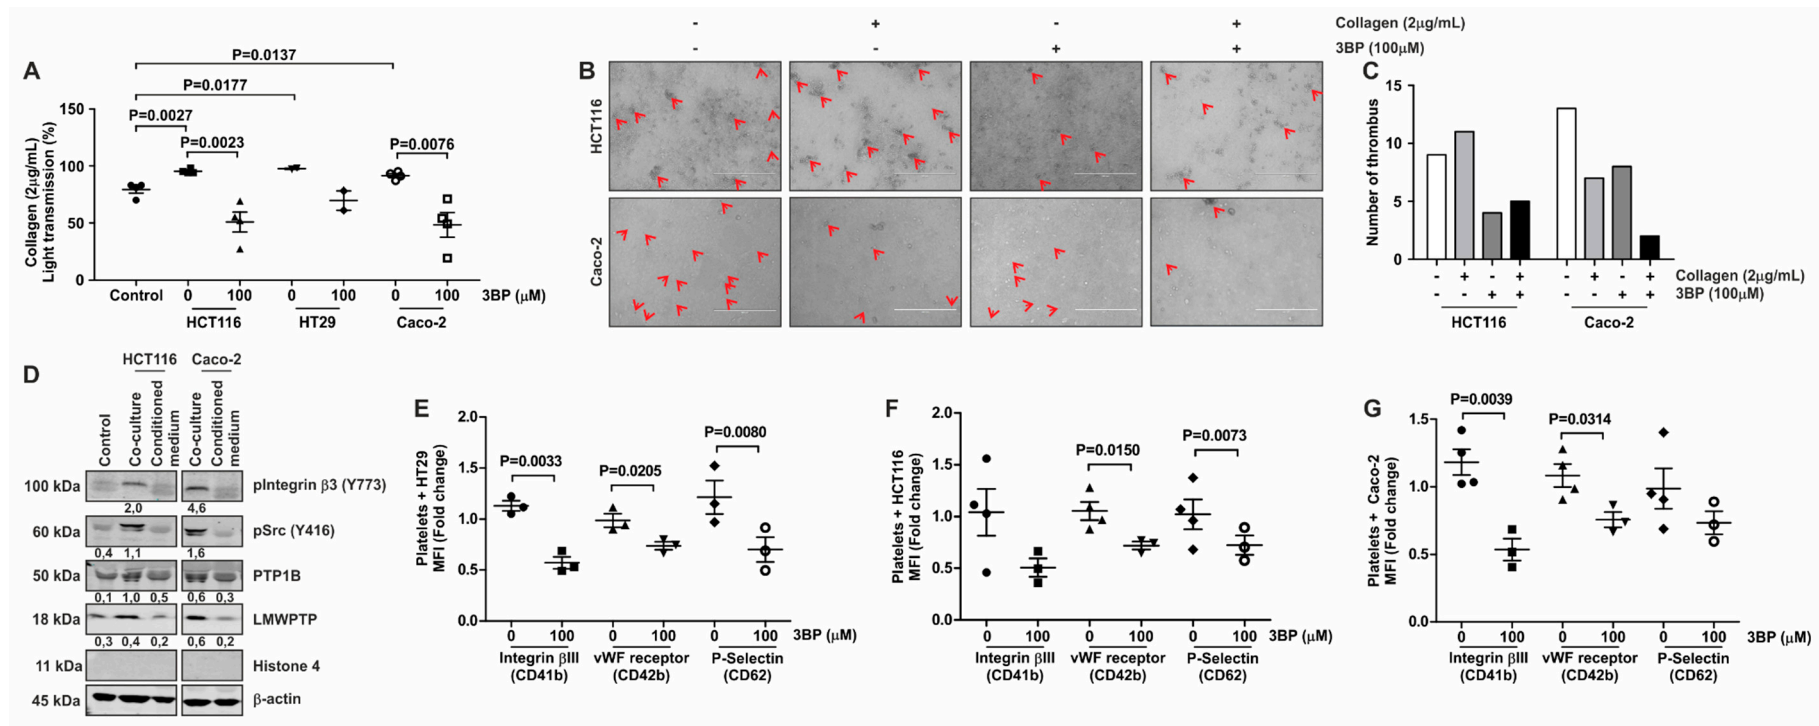 - + - + Collagen (2µg/mL)
- - + + 3BP (100µM)
A
P=0.0137
P=0.0177
P=0.0027
P=0.0023
P=0.0076
Collagen (2µg/mL)
Light transmission (%)
150
100
50
0
Control 0 100 0 100 0 100 3BP (µM)
HCT116 HT29 Caco-2
B
HCT116
Caco-2
C
Number of thrombus
15
10
5
0
- + - + - + - + Collagen (2µg/mL)
- - + + - - + + 3BP (100µM)
HCT116 Caco-2
D
HCT116 Caco-2
Control
Co-culture
Conditioned
medium
Co-culture
Conditioned
medium
100 kDa pIntegrin β3 (Y773)
2,0 4,6
60 kDa pSrc (Y416)
0,4 1,1 1,6
50 kDa PTP1B
0,1 1,0 0,5 0,6 0,3
18 kDa LMWPTP
0,3 0,4 0,2 0,6 0,2
11 kDa Histone 4
45 kDa β-actin
E
Platelets + HT29
MFI (Fold change)
2.0
1.5
1.0
0.5
0.0
P=0.0033
P=0.0205
P=0.0080
0 100 0 100 0 100 3BP (µM)
Integrin βIII vWF receptor P-Selectin
(CD41b) (CD42b) (CD62)
F
Platelets + HCT116
MFI (Fold change)
2.0
1.5
1.0
0.5
0.0
P=0.0150
P=0.0073
0 100 0 100 0 100 3BP (µM)
Integrin βIII vWF receptor P-Selectin
(CD41b) (CD42b) (CD62)
G
Platelets + Caco-2
MFI (Fold change)
1.5
1.0
0.5
0.0
P=0.0039
P=0.0314
0 100 0 100 0 100 3BP (µM)
Integrin βIII vWF receptor P-Selectin
(CD41b) (CD42b) (CD62)